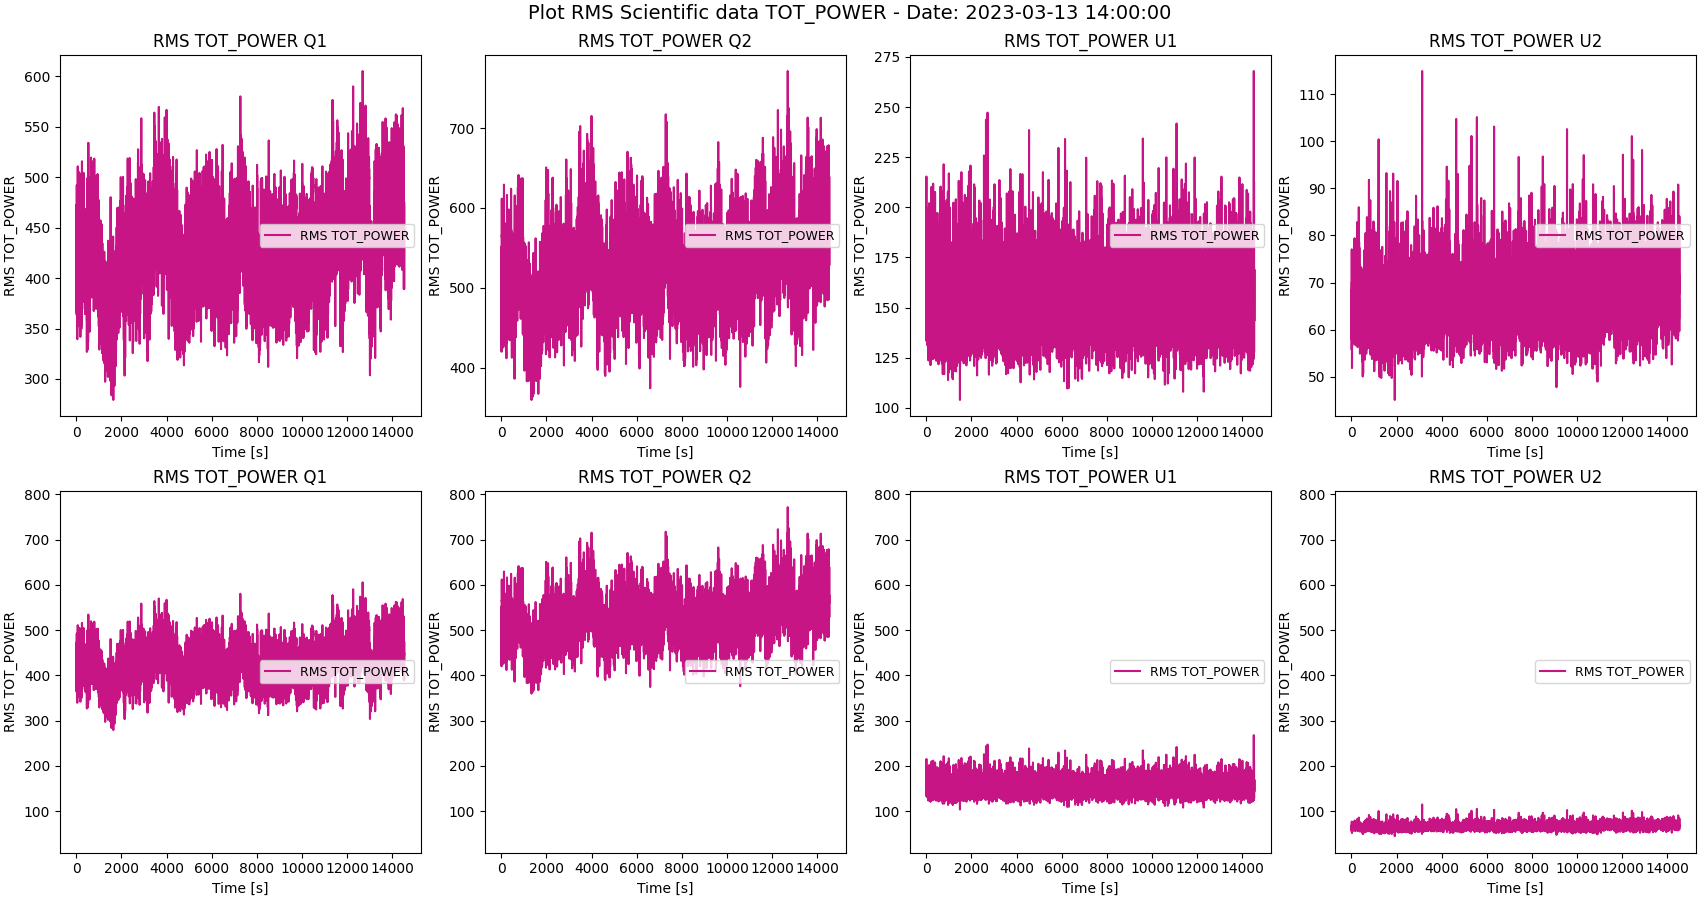 Plot RMS Scientific data TOT_POWER - Date: 2023-03-13 14:00:00
RMS TOT_POWER Q1
RMS TOT_POWER
600
550
500
450
400
350
300
RMS TOT_POWER
0 2000 4000 6000 8000 10000 12000 14000
Time [s]
RMS TOT_POWER Q2
RMS TOT_POWER
700
600
500
400
RMS TOT_POWER
0 2000 4000 6000 8000 10000 12000 14000
Time [s]
RMS TOT_POWER U1
RMS TOT_POWER
275
250
225
200
175
150
125
100
RMS TOT_POWER
0 2000 4000 6000 8000 10000 12000 14000
Time [s]
RMS TOT_POWER U2
RMS TOT_POWER
110
100
90
80
70
60
50
RMS TOT_POWER
0 2000 4000 6000 8000 10000 12000 14000
Time [s]
RMS TOT_POWER Q1
RMS TOT_POWER
800
700
600
500
400
300
200
100
RMS TOT_POWER
0 2000 4000 6000 8000 10000 12000 14000
Time [s]
RMS TOT_POWER Q2
RMS TOT_POWER
800
700
600
500
400
300
200
100
RMS TOT_POWER
0 2000 4000 6000 8000 10000 12000 14000
Time [s]
RMS TOT_POWER U1
RMS TOT_POWER
800
700
600
500
400
300
200
100
RMS TOT_POWER
0 2000 4000 6000 8000 10000 12000 14000
Time [s]
RMS TOT_POWER U2
RMS TOT_POWER
800
700
600
500
400
300
200
100
RMS TOT_POWER
0 2000 4000 6000 8000 10000 12000 14000
Time [s]